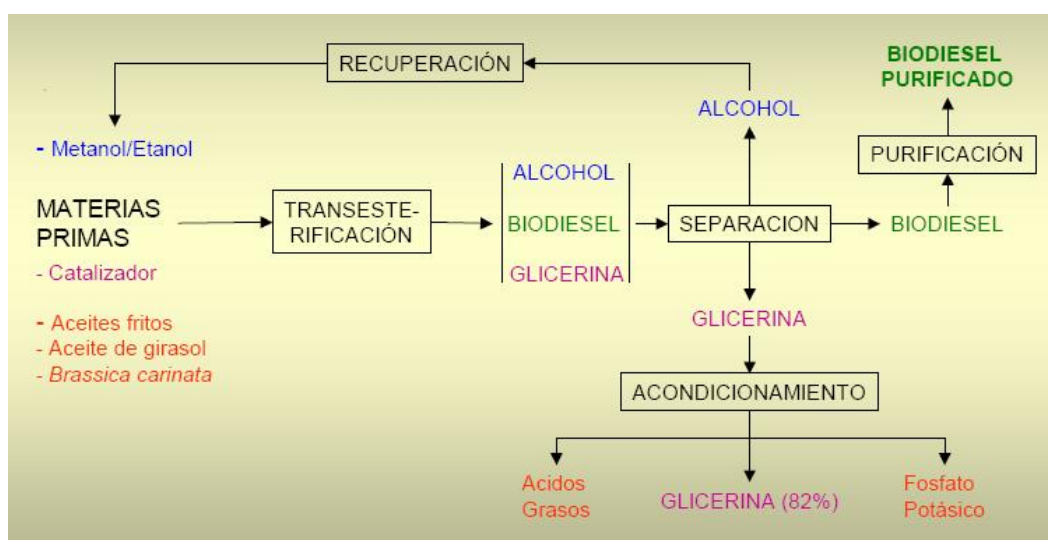 RECUPERACIÓN
BIODIESEL
PURIFICADO
ALCOHOL
- Metanol/Etanol
PURIFICACIÓN
ALCOHOL
MATERIAS
PRIMAS
TRANSESTE-
RIFICACIÓN
BIODIESEL
SEPARACION
BIODIESEL
- Catalizador
GLICERINA
GLICERINA
- Aceites fritos
- Aceite de girasol
- Brassica carinata
ACONDICIONAMIENTO
Acidos
Grasos
GLICERINA (82%)
Fosfato
Potásico